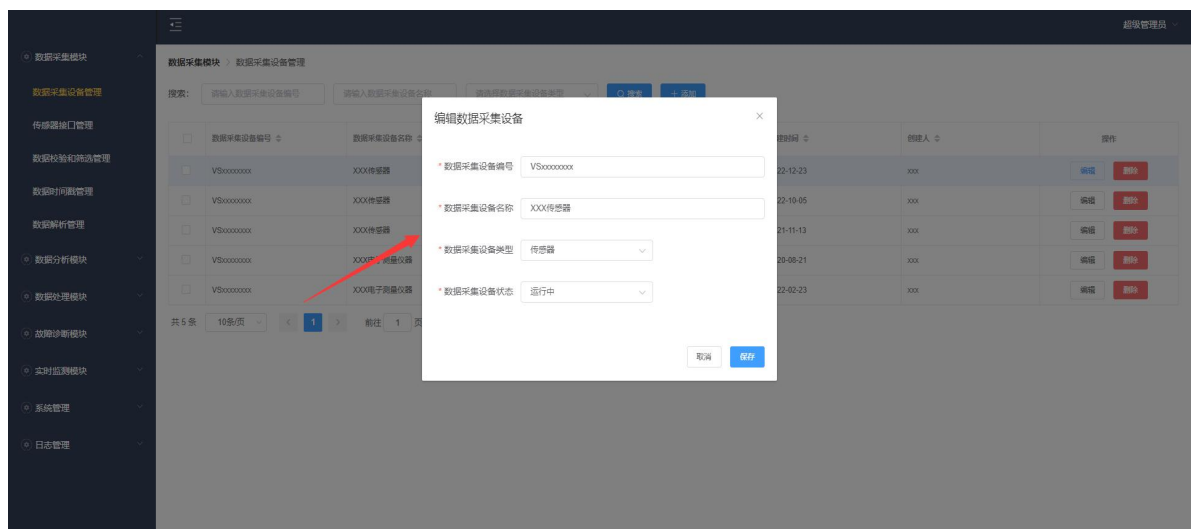 超级管理员
数据采集模块
数据采集设备管理
传感器接口管理
数据校验和筛选管理
数据时间戳管理
数据解析管理
数据分析模块
数据处理模块
故障诊断模块
实时监测模块
系统管理
日志管理
数据采集模块 〉 数据采集设备管理
搜索： 请输入数据采集设备编号 请输入数据采集设备名称 请选择数据采集设备类型 搜索 + 添加
数据采集设备编号 数据采集设备名称 建时间 创建人 操作
VSxxxxxxxx XXX传感器 22-12-23 xxx 编辑 删除
VSxxxxxxxx XXX传感器 22-10-05 xxx 编辑 删除
VSxxxxxxxx XXX传感器 21-11-13 xxx 编辑 删除
VSxxxxxxxx XXX电子测量仪器 20-08-21 xxx 编辑 删除
VSxxxxxxxx XXX电子测量仪器 22-02-23 xxx 编辑 删除
共 5 条 10条/页 < 1 > 前往 1 页
编辑数据采集设备 ×
* 数据采集设备编号 VSxxxxxxxx
* 数据采集设备名称 XXX传感器
* 数据采集设备类型 传感器
* 数据采集设备状态 运行中
取消 保存